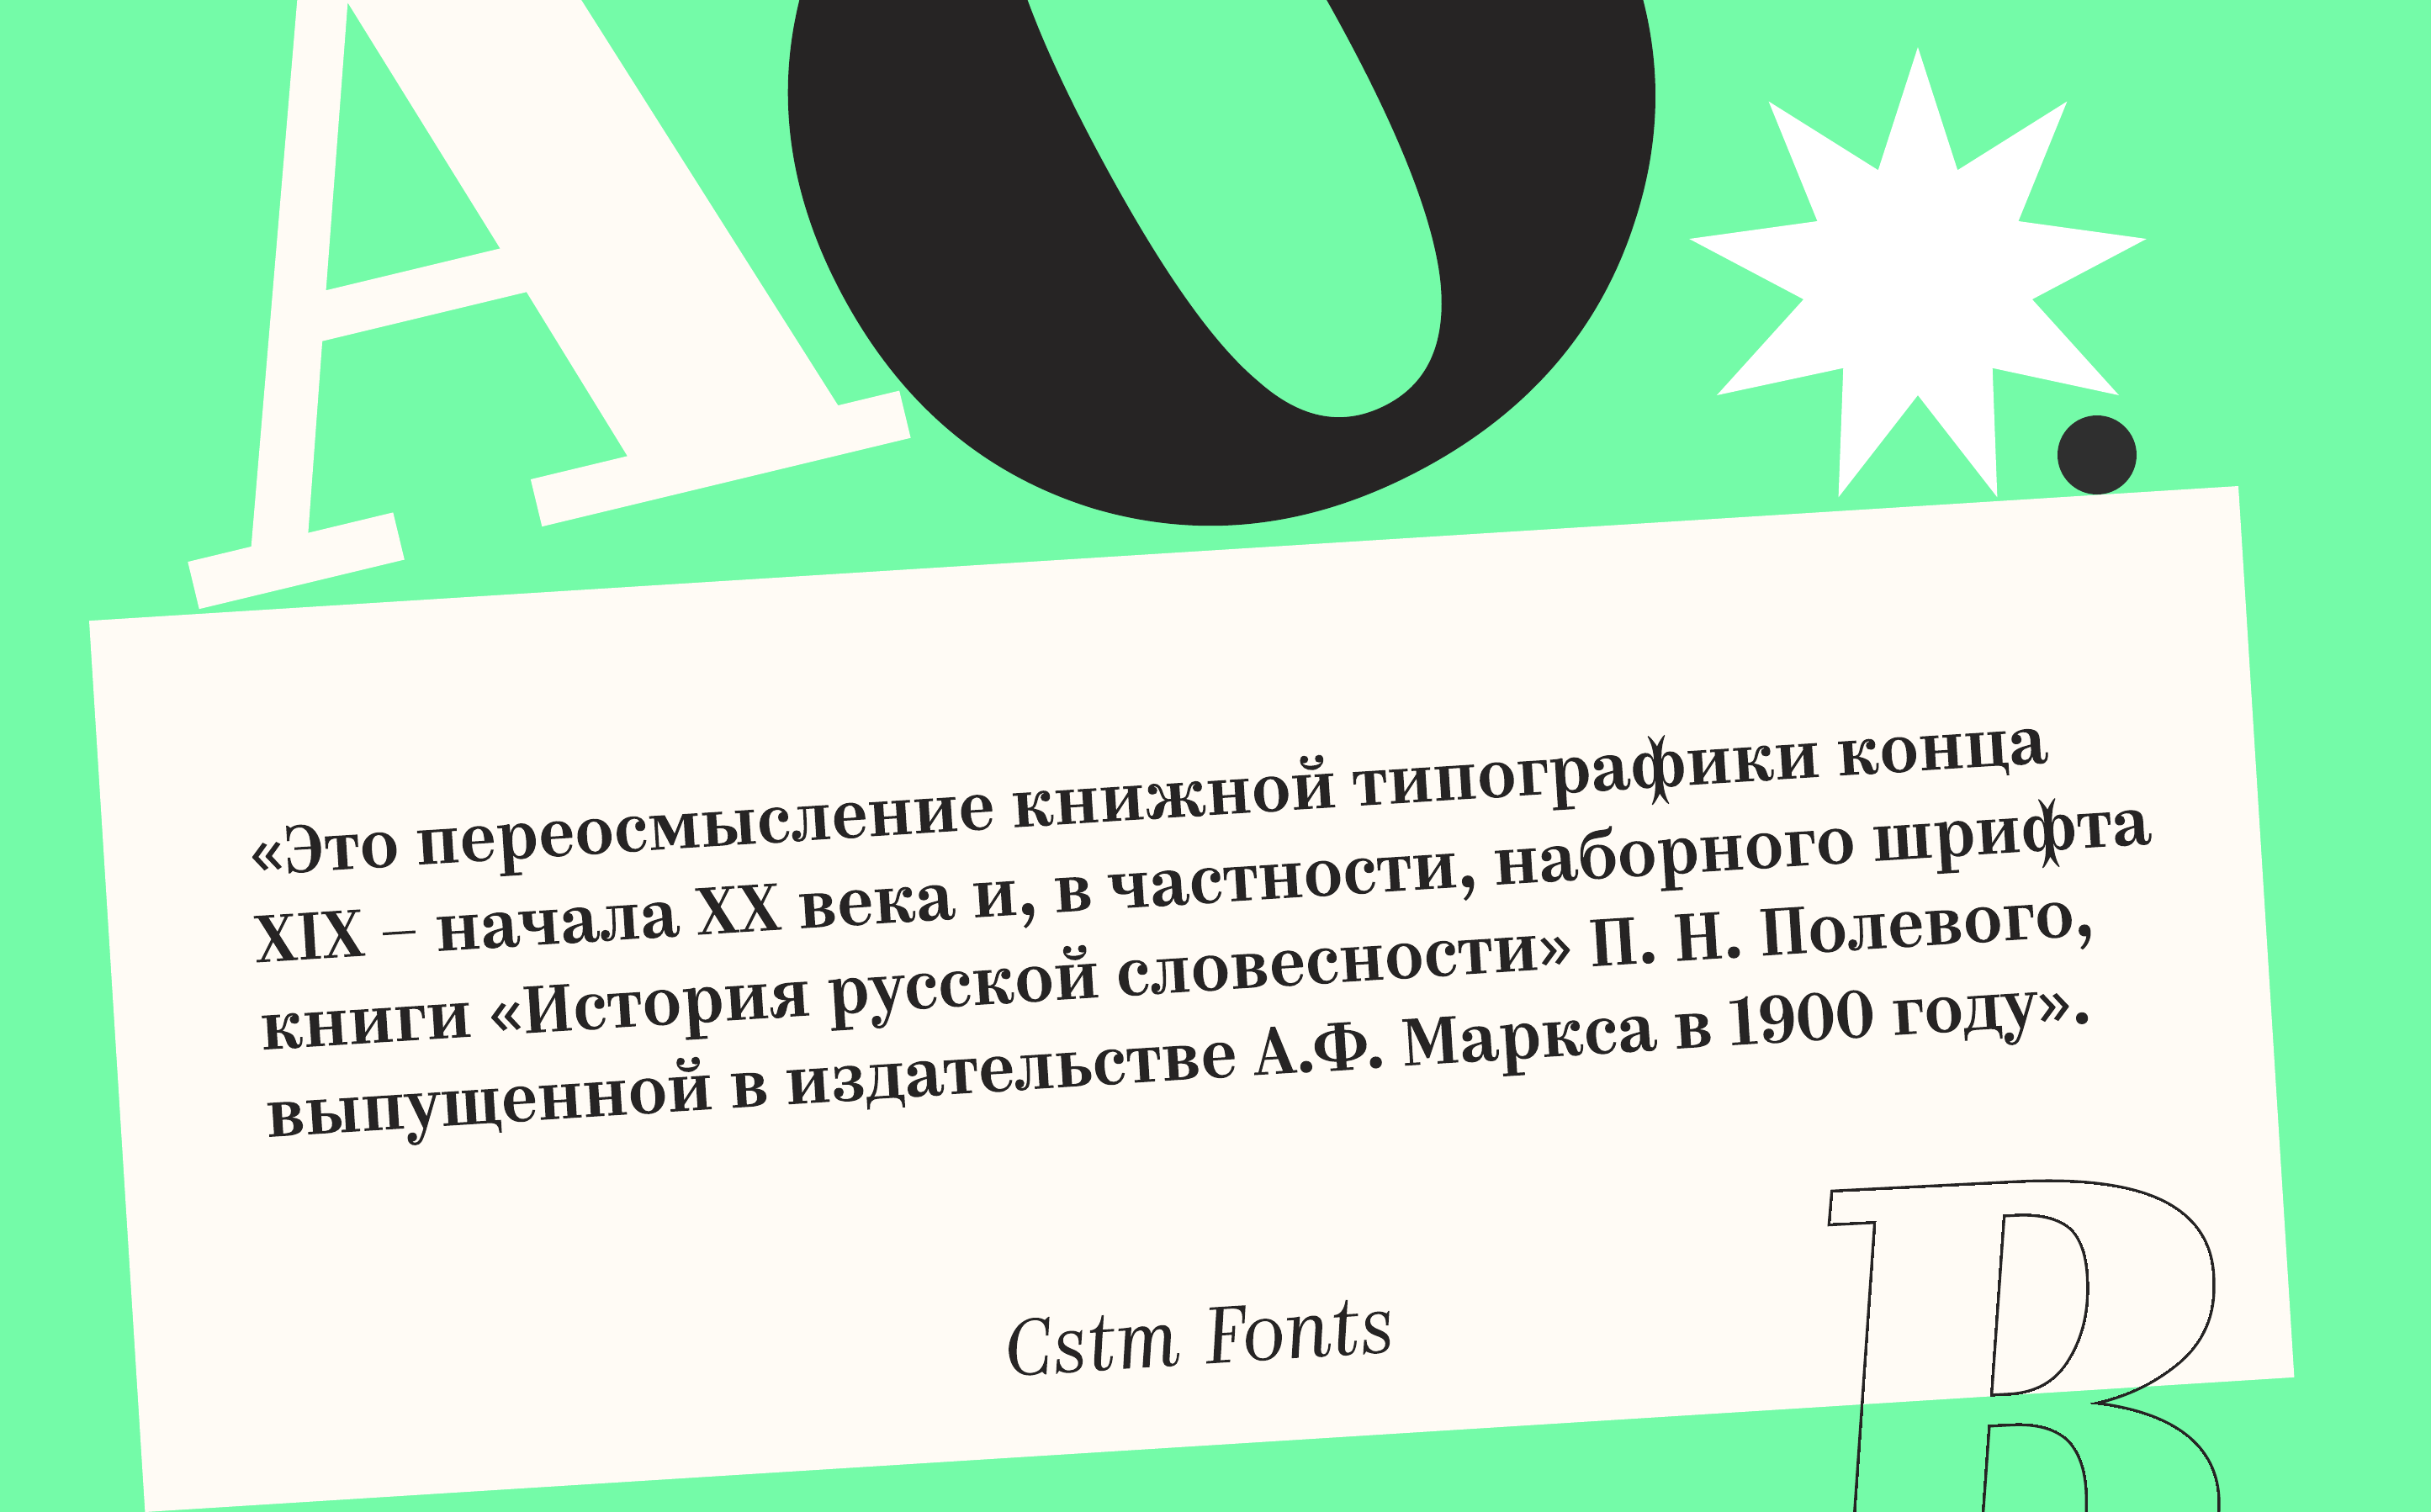 AO
«Это переосмысление книжной типографики конца
XIX – начала XX века и, в частности, наборного шрифта
книги «История русской словесности» П. Н. Полевого,
выпущенной в издательстве А.Ф. Маркса в 1900 году».
Cstm Fonts
В